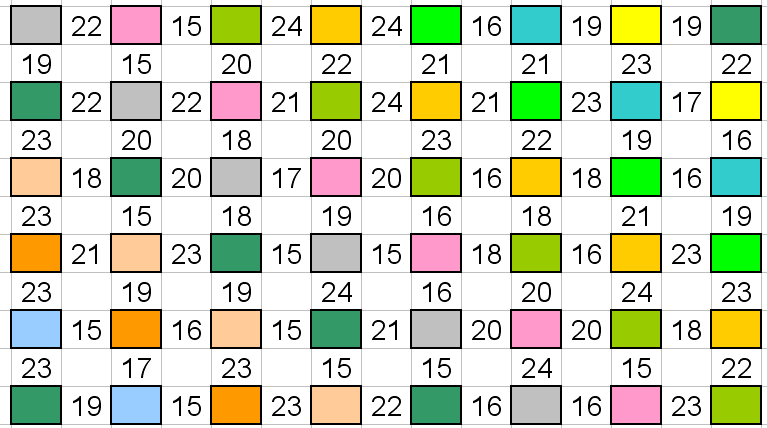 22 15 24 24 16 19 19
19 15 20 22 21 21 23 22
22 22 21 24 21 23 17
23 20 18 20 23 22 19 16
18 20 17 20 16 18 16
23 15 18 19 16 18 21 19
21 23 15 15 18 16 23
23 19 19 24 16 20 24 23
15 16 15 21 20 20 18
23 17 23 15 15 24 15 22
19 15 23 22 16 16 23